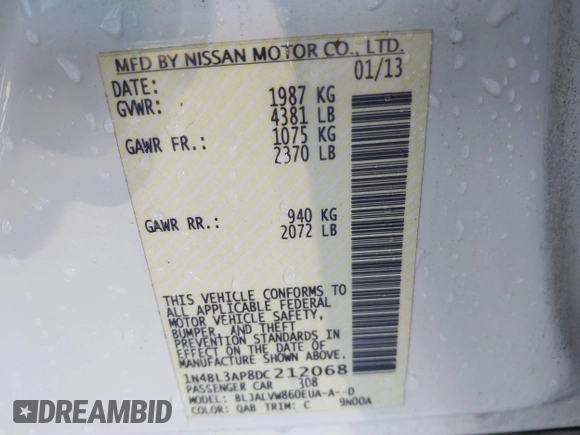 MFD BY NISSAN MOTOR CO., LTD.
DATE: 01/13
GVWR: 1987 KG
4381 LB
GAWR FR.: 1075 KG
2370 LB
GAWR RR.: 940 KG
2072 LB
THIS VEHICLE CONFORMS TO
ALL APPLICABLE FEDERAL
MOTOR VEHICLE SAFETY,
BUMPER, AND THEFT
PREVENTION STANDARDS IN
EFFECT ON THE DATE OF
MANUFACTURE SHOWN ABOVE.
1N4BL3AP8DC212068
PASSENGER CAR 308
MODEL: BLJALVW860EUA-A--D
COLOR: QAB TRIM: C 9N00A
© 2026 BIDAMERICA